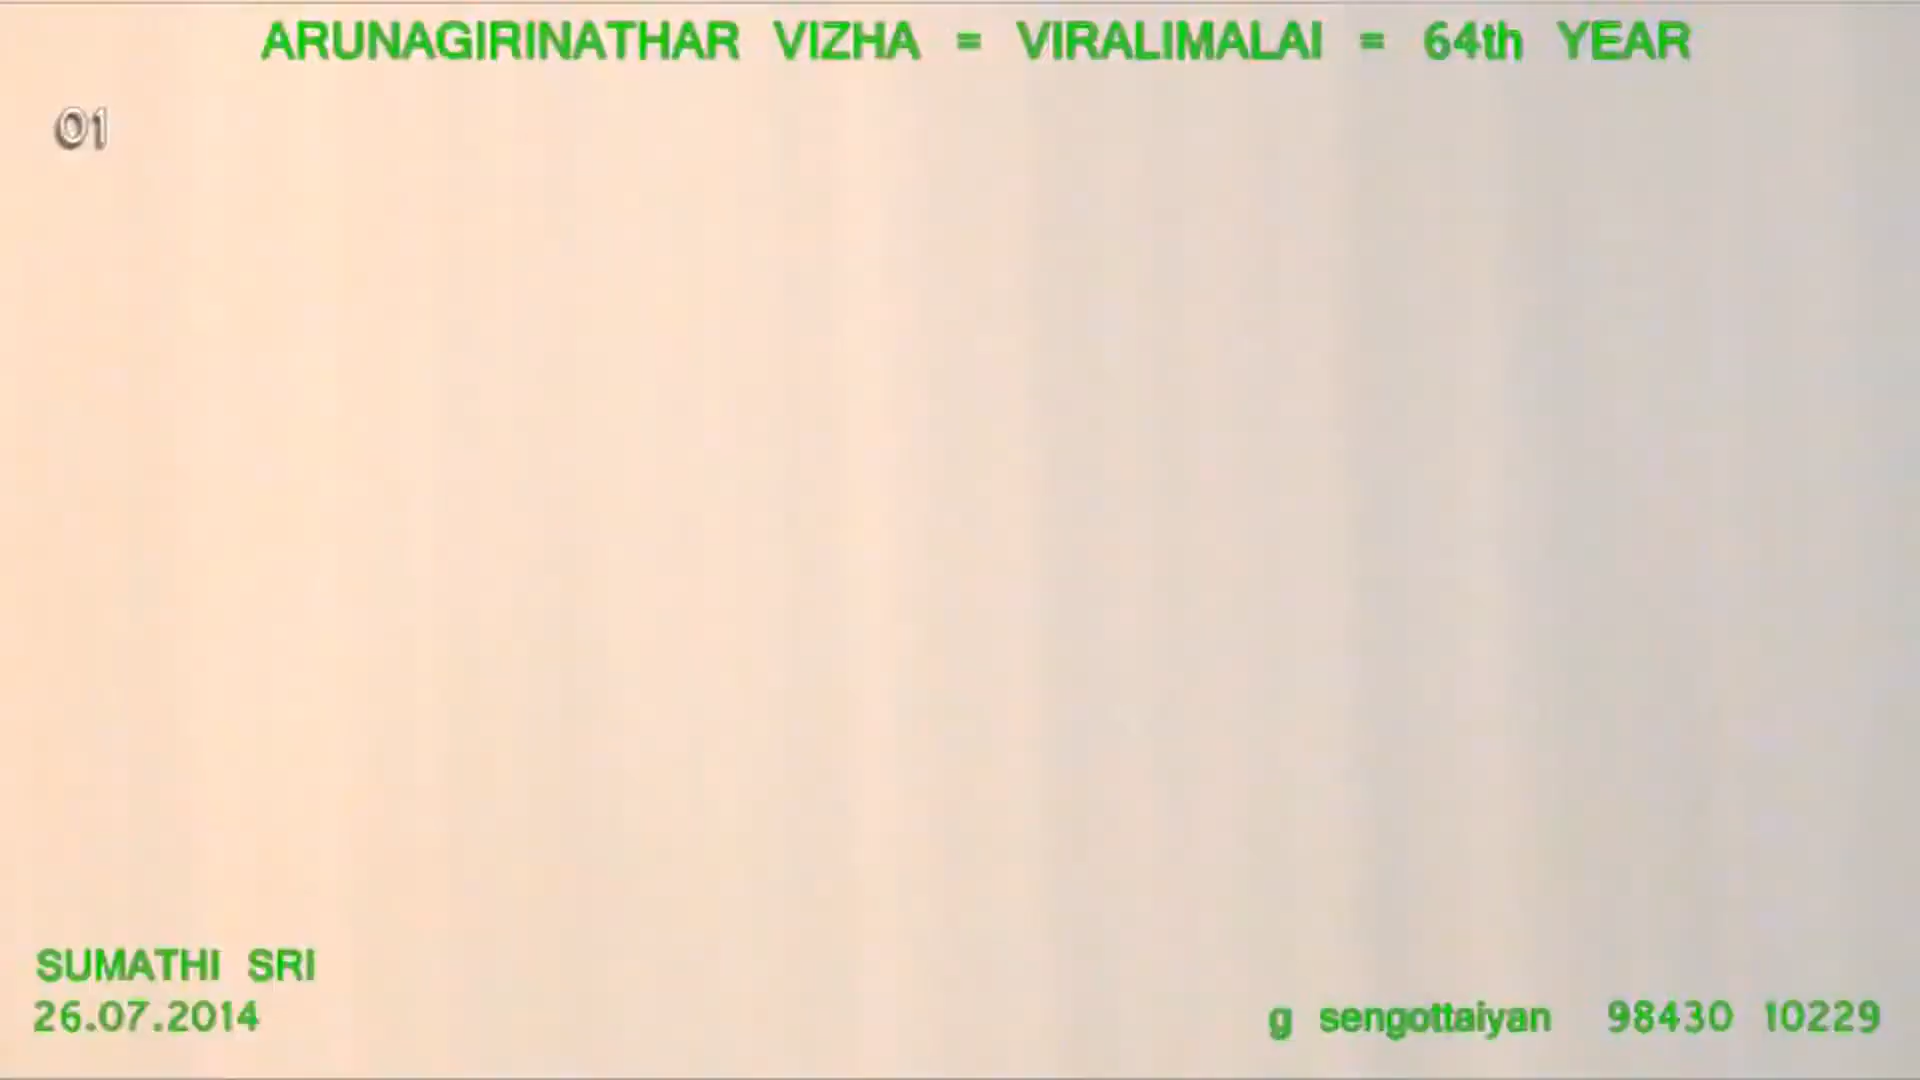 ARUNAGIRINATHAR VIZHA = VIRALIMALAI = 64th YEAR
01
SUMATHI SRI
26.07.2014
g sengottaiyan 98430 10229